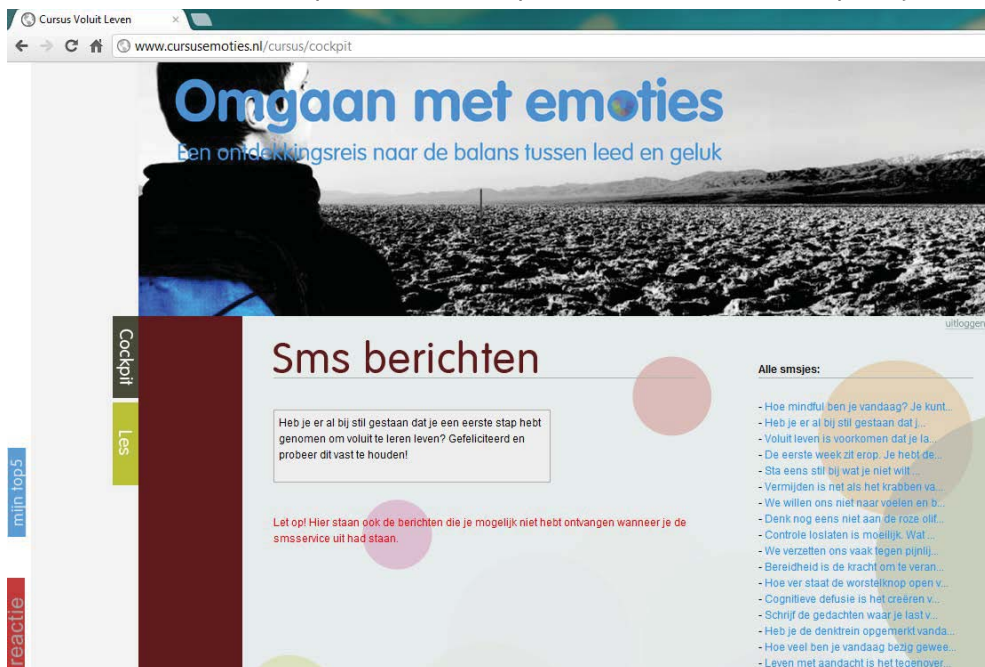 Cursus Voluit Leven
www.cursusemoties.nl/cursus/cockpit
Omgaan met emoties
Een ontdekkingsreis naar de balans tussen leed en geluk
uitloggen
Cockpit
Les
mijn top5
reactie
Sms berichten
Heb je er al bij stil gestaan dat je een eerste stap hebt
genomen om voluit te leren leven? Gefeliciteerd en
probeer dit vast te houden!
Let op! Hier staan ook de berichten die je mogelijk niet hebt ontvangen wanneer je de
smsservice uit had staan.
Alle smsjes:
- Hoe mindful ben je vandaag? Je kunt...
- Heb je er al bij stil gestaan dat j...
- Voluit leven is voorkomen dat je la...
- De eerste week zit erop. Je hebt de...
- Sta eens stil bij wat je niet wilt ...
- Vermijden is net als het krabben va...
- We willen ons niet naar voelen en b...
- Denk nog eens niet aan de roze olif...
- Controle loslaten is moeilijk. Wat ...
- We verzetten ons vaak tegen pijnlij...
- Bereidheid is de kracht om te veran...
- Hoe ver staat de worstelknop open v...
- Cognitieve defusie is het creëren v...
- Schrijf de gedachten waar je last v...
- Heb je de denktrein opgemerkt vanda...
- Hoe veel ben je vandaag bezig gewee...
- Leven met aandacht is het tegenover...